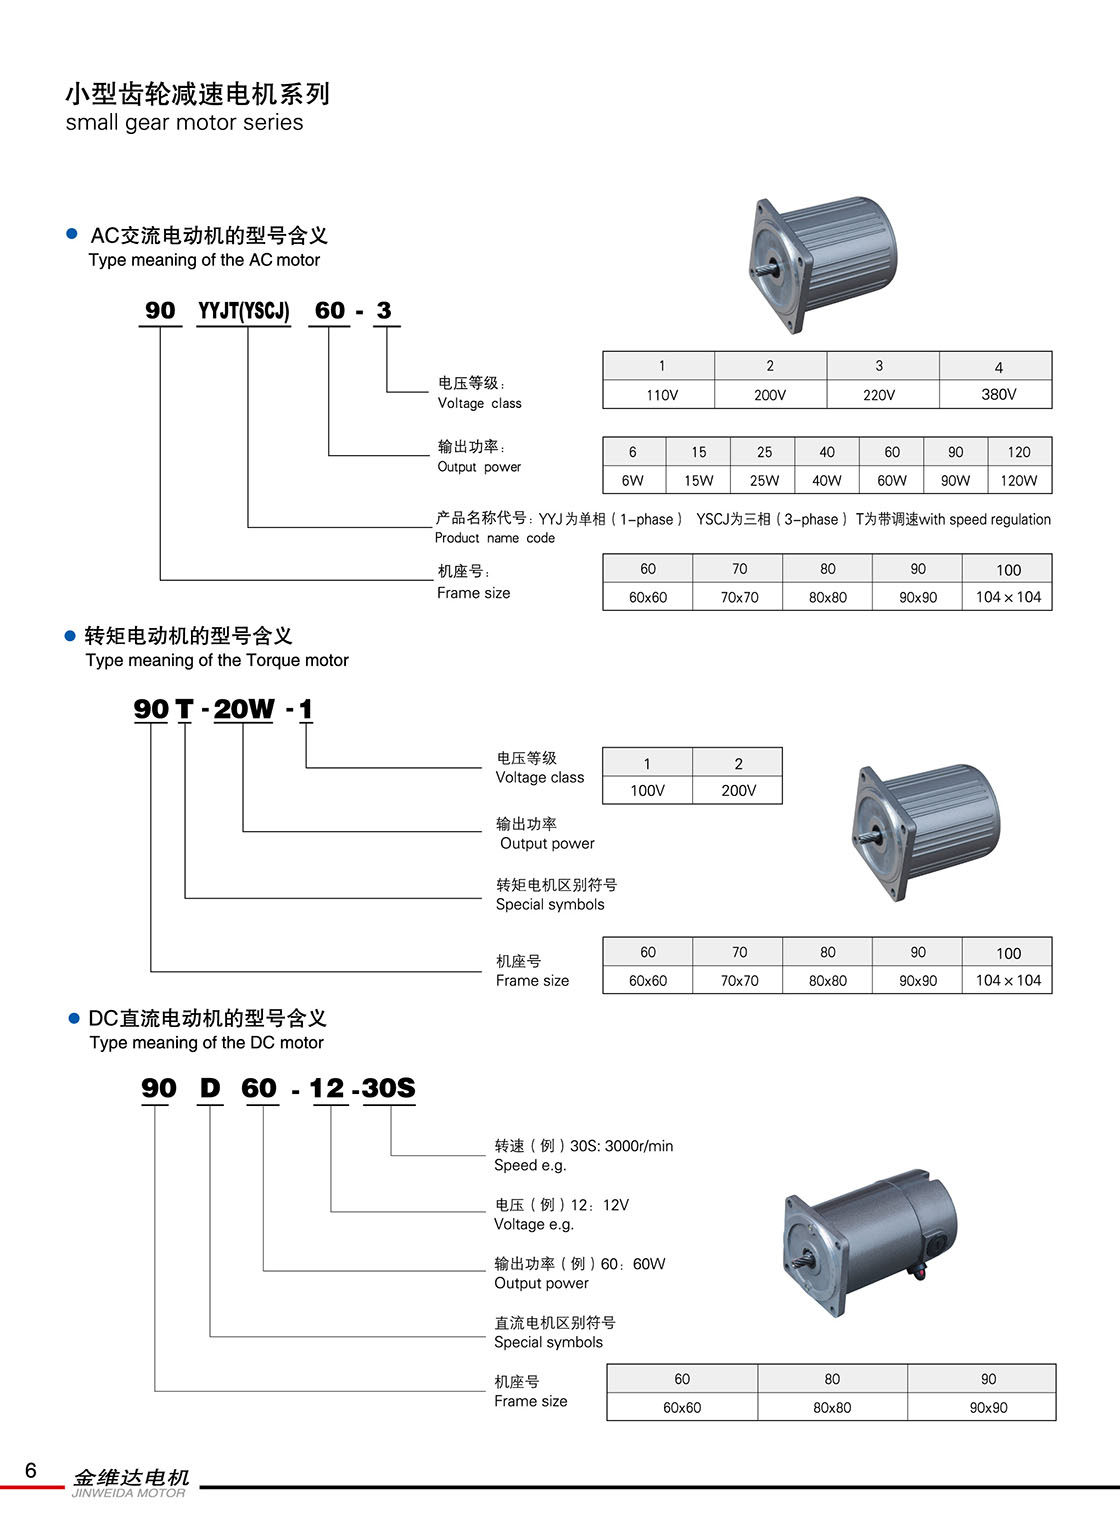 小型齿轮减速电机系列
small gear motor series
AC交流电动机的型号含义
Type meaning of the AC motor
90 YYJT(YSCJ) 60 - 3
电压等级：
Voltage class
1 2 3 4
110V 200V 220V 380V
输出功率：
Output power
6 15 25 40 60 90 120
6W 15W 25W 40W 60W 90W 120W
产品名称代号：YYJ为单相（1-phase） YSCJ为三相（3-phase）T为带调速with speed regulation
Product name code
机座号：
Frame size
60 70 80 90 100
60x60 70x70 80x80 90x90 104×104
转矩电动机的型号含义
Type meaning of the Torque motor
90 T - 20W - 1
电压等级
Voltage class
1 2
100V 200V
输出功率
Output power
转矩电机区别符号
Special symbols
机座号
Frame size
60 70 80 90 100
60x60 70x70 80x80 90x90 104×104
DC直流电动机的型号含义
Type meaning of the DC motor
90 D 60 - 12 -30S
转速（例）30S: 3000r/min
Speed e.g.
电压（例）12：12V
Voltage e.g.
输出功率（例）60：60W
Output power
直流电机区别符号
Special symbols
机座号
Frame size
60 80 90
60x60 80x80 90x90
6
金维达电机
JINWEIDA MOTOR